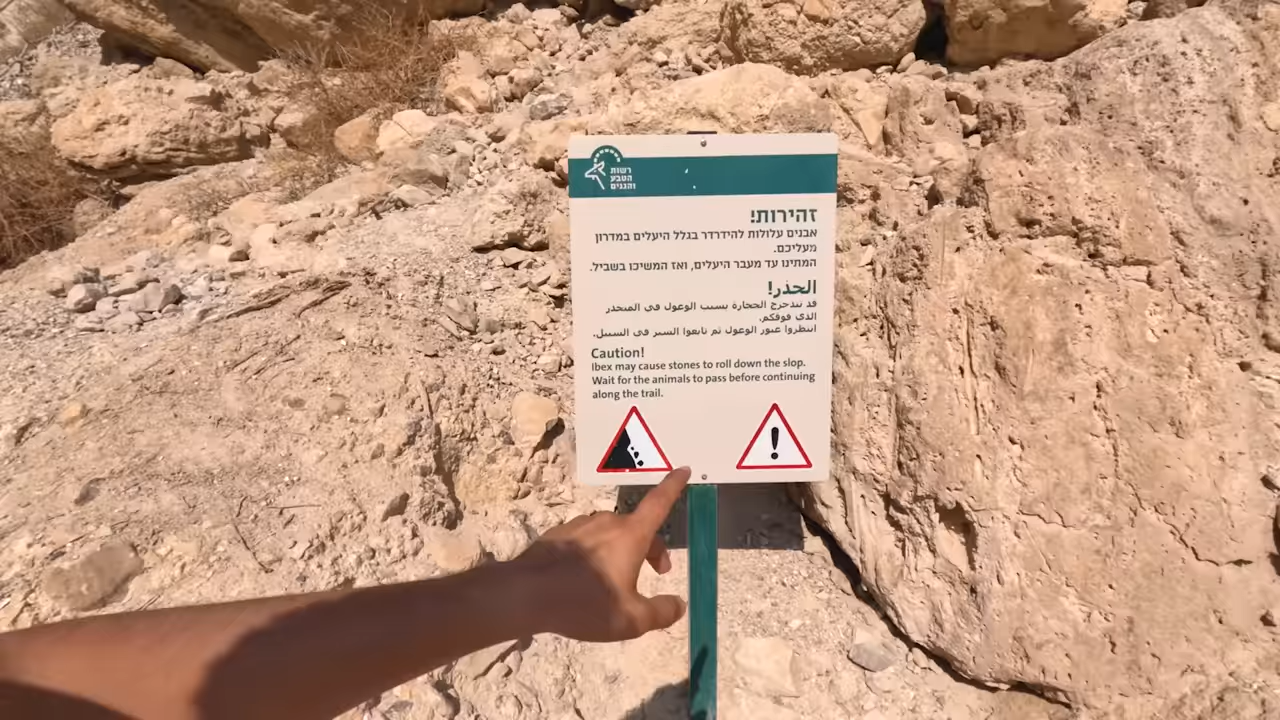 רשות
הטבע
והגנים
זהירות!
אבנים עלולות להידרדר בגלל היעלים במדרון
מעליכם.
המתינו עד מעבר היעלים, ואז המשיכו בשביל.
الحذر!
قد تتدحرج الحجارة بسبب الوعول في المنحدر
الذي فوقكم.
انتظروا عبور الوعول ثم تابعوا السير في السبيل.
Caution!
Ibex may cause stones to roll down the slop.
Wait for the animals to pass before continuing
along the trail.
!